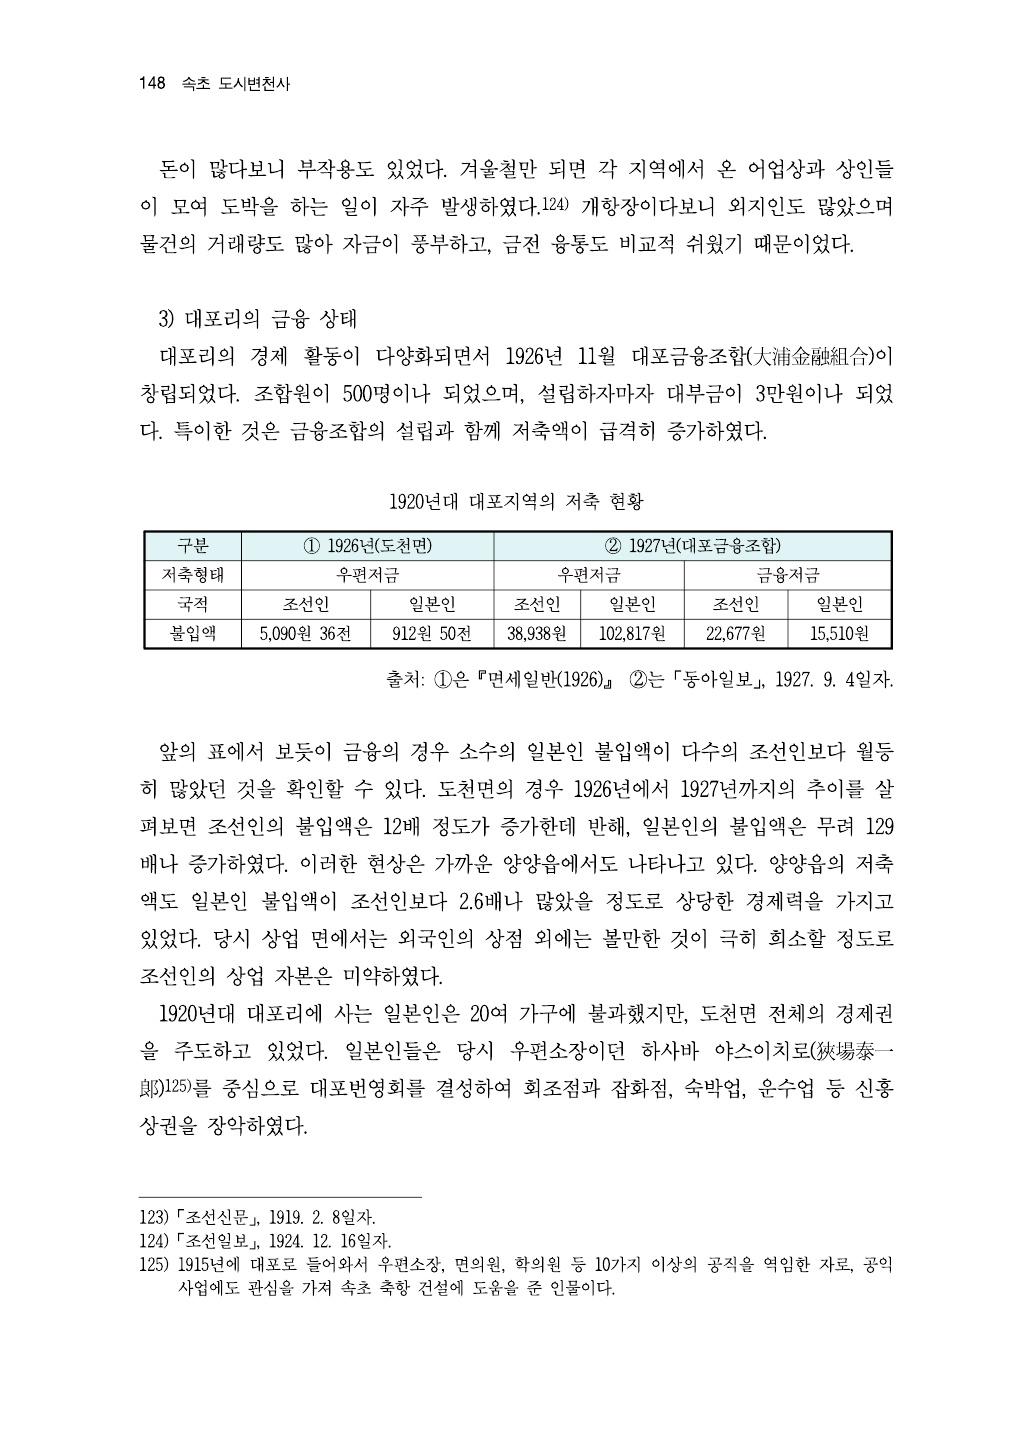 148 속초 도시변천사
돈이 많다보니 부작용도 있었다. 겨울철만 되면 각 지역에서 온 어업상과 상인들
이 모여 도박을 하는 일이 자주 발생하였다.124) 개항장이다보니 외지인도 많았으며
물건의 거래량도 많아 자금이 풍부하고, 금전 융통도 비교적 쉬웠기 때문이었다.
3) 대포리의 금융 상태
대포리의 경제 활동이 다양화되면서 1926년 11월 대포금융조합(大浦金融組合)이
창립되었다. 조합원이 500명이나 되었으며, 설립하자마자 대부금이 3만원이나 되었
다. 특이한 것은 금융조합의 설립과 함께 저축액이 급격히 증가하였다.
1920년대 대포지역의 저축 현황
구분 ① 1926년(도천면) ② 1927년(대포금융조합)
저축형태 우편저금 우편저금 금융저금
국적 조선인 일본인 조선인 일본인 조선인 일본인
불입액 5,090원 36전 912원 50전 38,938원 102,817원 22,677원 15,510원
출처: ①은『면세일반(1926)』 ②는「동아일보」, 1927. 9. 4일자.
앞의 표에서 보듯이 금융의 경우 소수의 일본인 불입액이 다수의 조선인보다 월등
히 많았던 것을 확인할 수 있다. 도천면의 경우 1926년에서 1927년까지의 추이를 살
펴보면 조선인의 불입액은 12배 정도가 증가한데 반해, 일본인의 불입액은 무려 129
배나 증가하였다. 이러한 현상은 가까운 양양읍에서도 나타나고 있다. 양양읍의 저축
액도 일본인 불입액이 조선인보다 2.6배나 많았을 정도로 상당한 경제력을 가지고
있었다. 당시 상업 면에서는 외국인의 상점 외에는 볼만한 것이 극히 희소할 정도로
조선인의 상업 자본은 미약하였다.
1920년대 대포리에 사는 일본인은 20여 가구에 불과했지만, 도천면 전체의 경제권
을 주도하고 있었다. 일본인들은 당시 우편소장이던 하사바 야스이치로(狹場泰一
郎)125)를 중심으로 대포번영회를 결성하여 회조점과 잡화점, 숙박업, 운수업 등 신흥
상권을 장악하였다.
123)「조선신문」, 1919. 2. 8일자.
124)「조선일보」, 1924. 12. 16일자.
125) 1915년에 대포로 들어와서 우편소장, 면의원, 학의원 등 10가지 이상의 공직을 역임한 자로, 공익
사업에도 관심을 가져 속초 축항 건설에 도움을 준 인물이다.